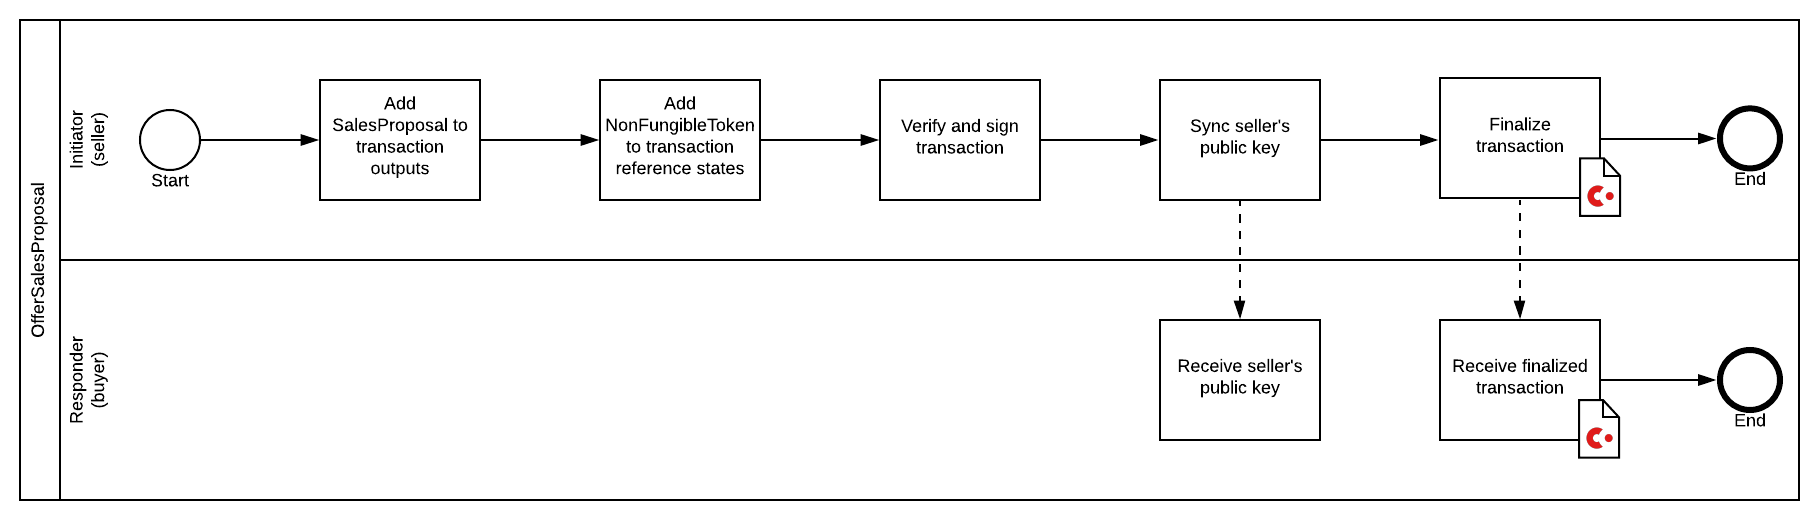 OfferSalesProposal
Initiator
(seller)
Start
Add
SalesProposal to
transaction
outputs
Add
NonFungibleToken
to transaction
reference states
Verify and sign
transaction
Sync seller's
public key
Finalize
transaction
End
Responder
(buyer)
Receive seller's
public key
Receive finalized
transaction
End